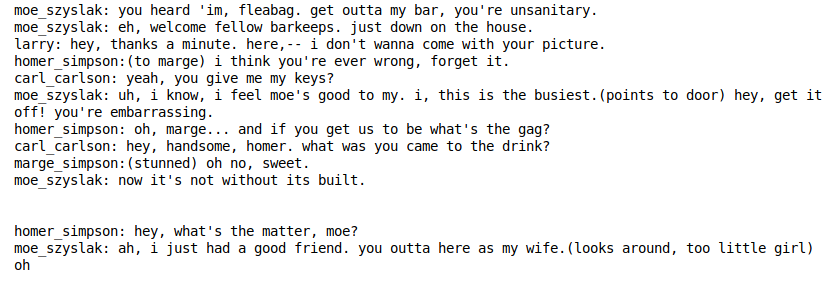 moe_szyslak: you heard 'im, fleabag. get outta my bar, you're unsanitary.
moe_szyslak: eh, welcome fellow barkeeps. just down on the house.
larry: hey, thanks a minute. here,-- i don't wanna come with your picture.
homer_simpson:(to marge) i think you're ever wrong, forget it.
carl_carlson: yeah, you give me my keys?
moe_szyslak: uh, i know, i feel moe's good to my. i, this is the busiest.(points to door) hey, get it
off! you're embarrassing.
homer_simpson: oh, marge... and if you get us to be what's the gag?
carl_carlson: hey, handsome, homer. what was you came to the drink?
marge_simpson:(stunned) oh no, sweet.
moe_szyslak: now it's not without its built.
homer_simpson: hey, what's the matter, moe?
moe_szyslak: ah, i just had a good friend. you outta here as my wife.(looks around, too little girl)
oh